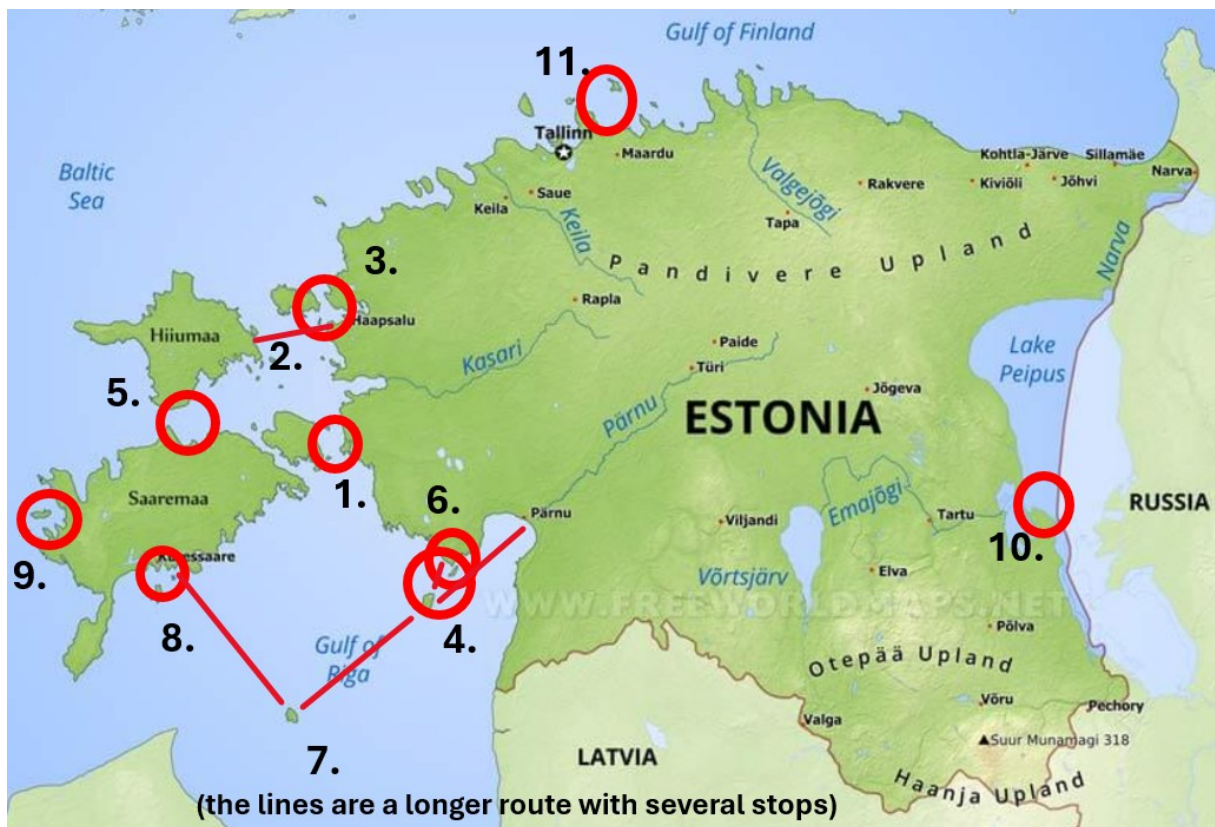 Gulf of Finland
11.
Tallinn
Maardu
Baltic
Sea
Kohtla-Järve
Sillamäe
Narva
Saue
Keila
Keila
Valgejõgi
Rakvere
Kiviõli
Jõhvi
Tapa
Pandivere Upland
Narva
3.
Rapla
Haapsalu
Hiiumaa
2.
Kasari
Paide
Türi
Lake
Peipus
5.
Jõgeva
Pärnu
ESTONIA
1.
6.
Saaremaa
Pärnu
Viljandi
Emajõgi
Tartu
RUSSIA
10.
9.
Kuressaare
Võrtsjärv
Elva
WWW.FREEWORLDMAPS.NET
8.
4.
Gulf of
Riga
Põlva
Otepää Upland
Võru
Pechory
Valga
7.
LATVIA
Suur Munamagi 318
Haanja Upland
(the lines are a longer route with several stops)